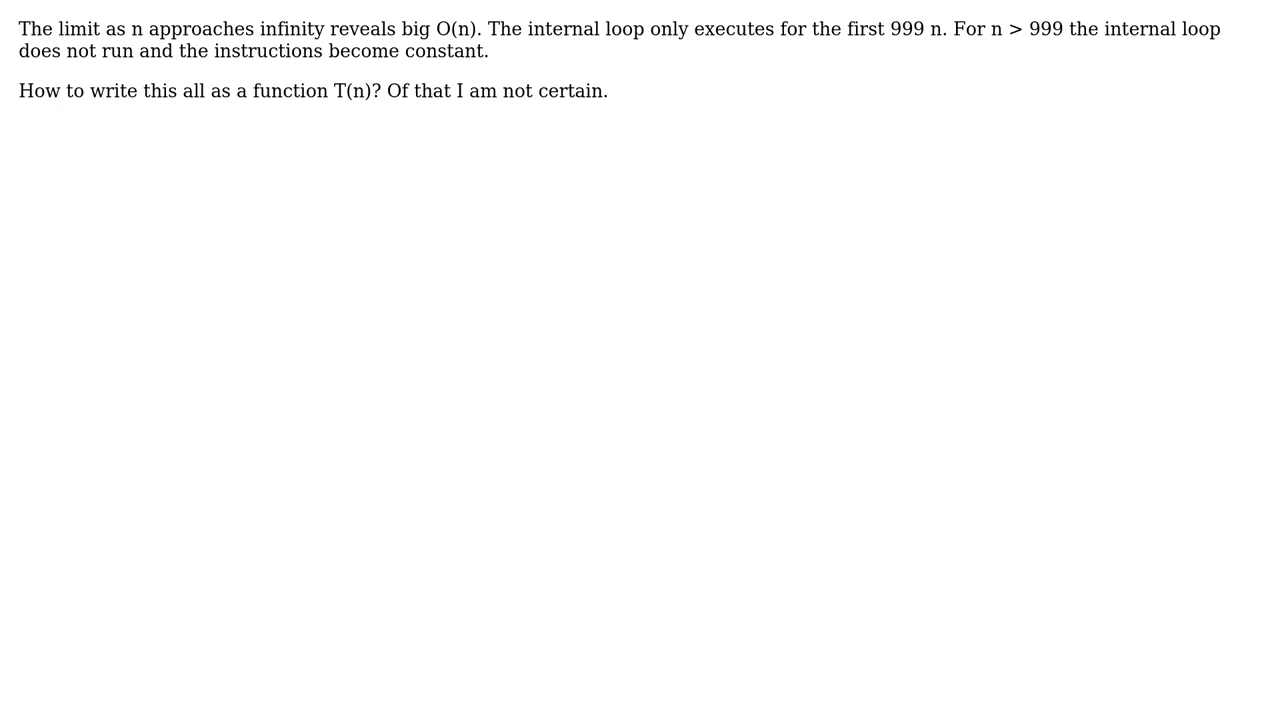 The limit as n approaches infinity reveals big O(n). The internal loop only executes for the first 999 n. For n > 999 the internal loop
does not run and the instructions become constant.
How to write this all as a function T(n)? Of that I am not certain.